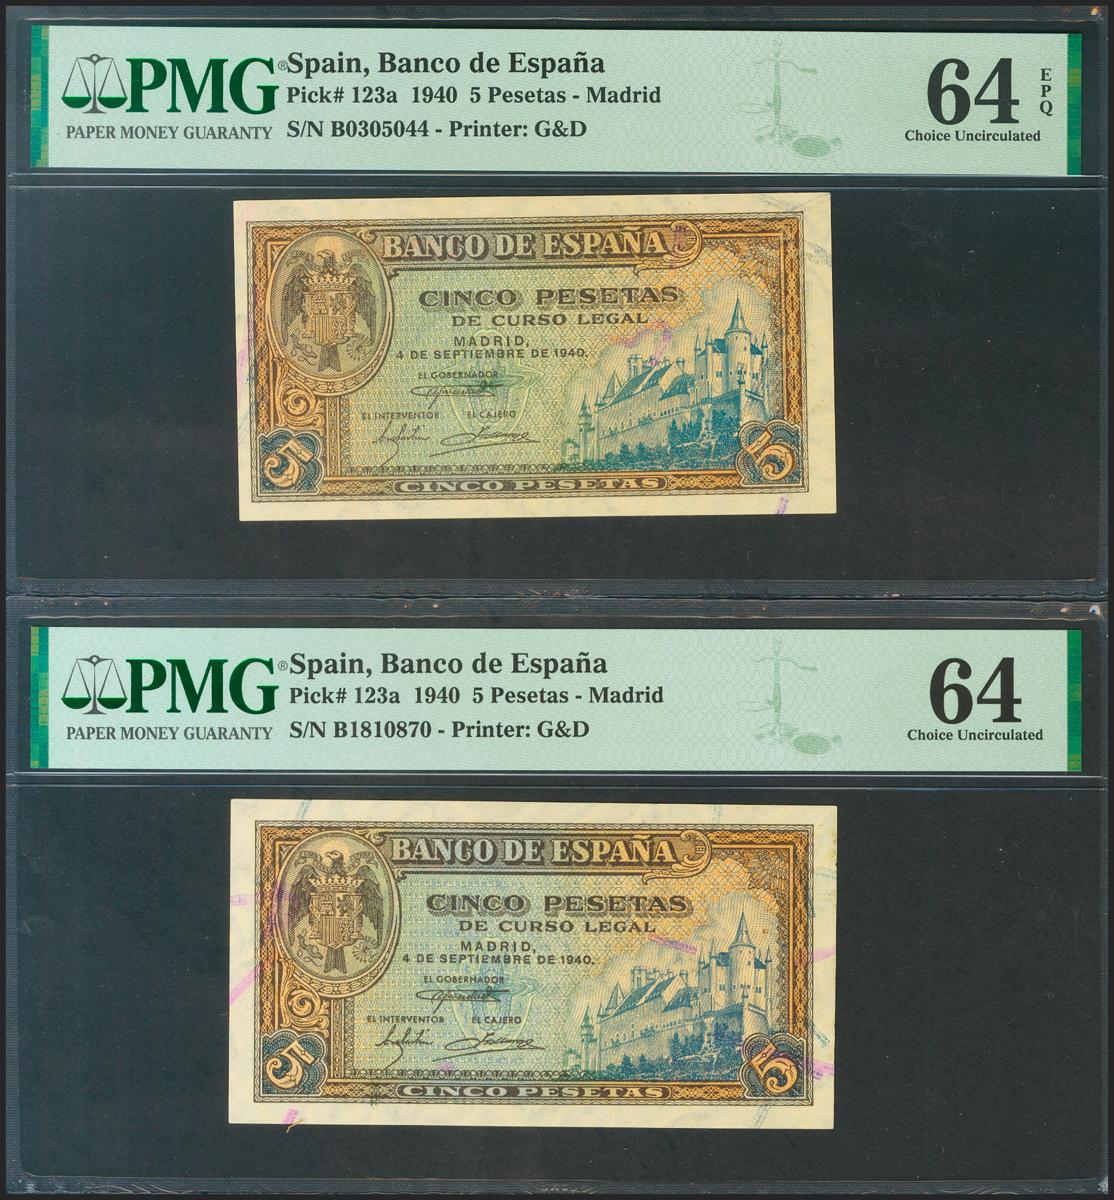 PMG®
PAPER MONEY GUARANTY
Spain, Banco de España
Pick# 123a 1940 5 Pesetas - Madrid
S/N B0305044 - Printer: G&D
64
EPQ
Choice Uncirculated
BANCO DE ESPAÑA
CINCO PESETAS
DE CURSO LEGAL
MADRID,
4 DE SEPTIEMBRE DE 1940.
EL GOBERNADOR
EL INTERVENTOR EL CAJERO
5 5
CINCO PESETAS
PMG®
PAPER MONEY GUARANTY
Spain, Banco de España
Pick# 123a 1940 5 Pesetas - Madrid
S/N B1810870 - Printer: G&D
64
Choice Uncirculated
BANCO DE ESPAÑA
CINCO PESETAS
DE CURSO LEGAL
MADRID,
4 DE SEPTIEMBRE DE 1940.
EL GOBERNADOR
EL INTERVENTOR EL CAJERO
5 5
CINCO PESETAS